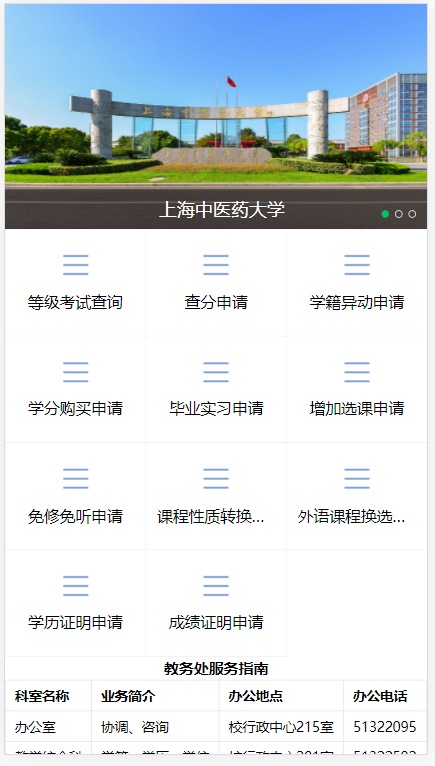 上海中医药大学
等级考试查询
查分申请
学籍异动申请
学分购买申请
毕业实习申请
增加选课申请
免修免听申请
课程性质转换...
外语课程换选...
学历证明申请
成绩证明申请
教务处服务指南
科室名称 业务简介 办公地点 办公电话
办公室 协调、咨询 校行政中心215室 51322095